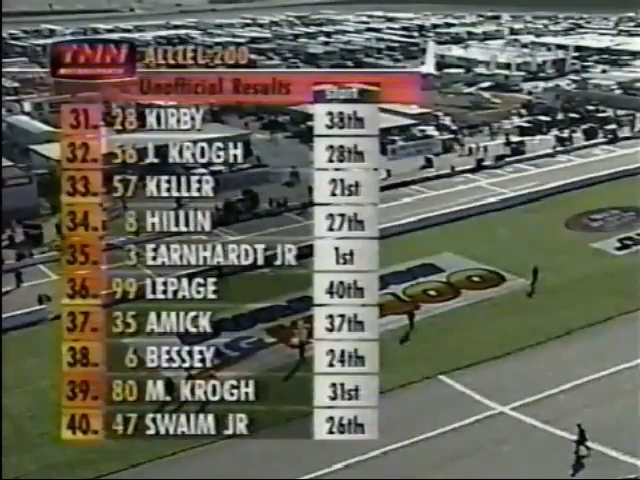 TNN ALLTEL 200
Unofficial Results Start
31. 28 KIRBY 38th
32. 56 J. KROGH 28th
33. 57 KELLER 21st
34. 8 HILLIN 27th
35. 3 EARNHARDT JR 1st
36. 99 LEPAGE 40th
37. 35 AMICK 37th
38. 6 BESSEY 24th
39. 80 M. KROGH 31st
40. 47 SWAIM JR 26th